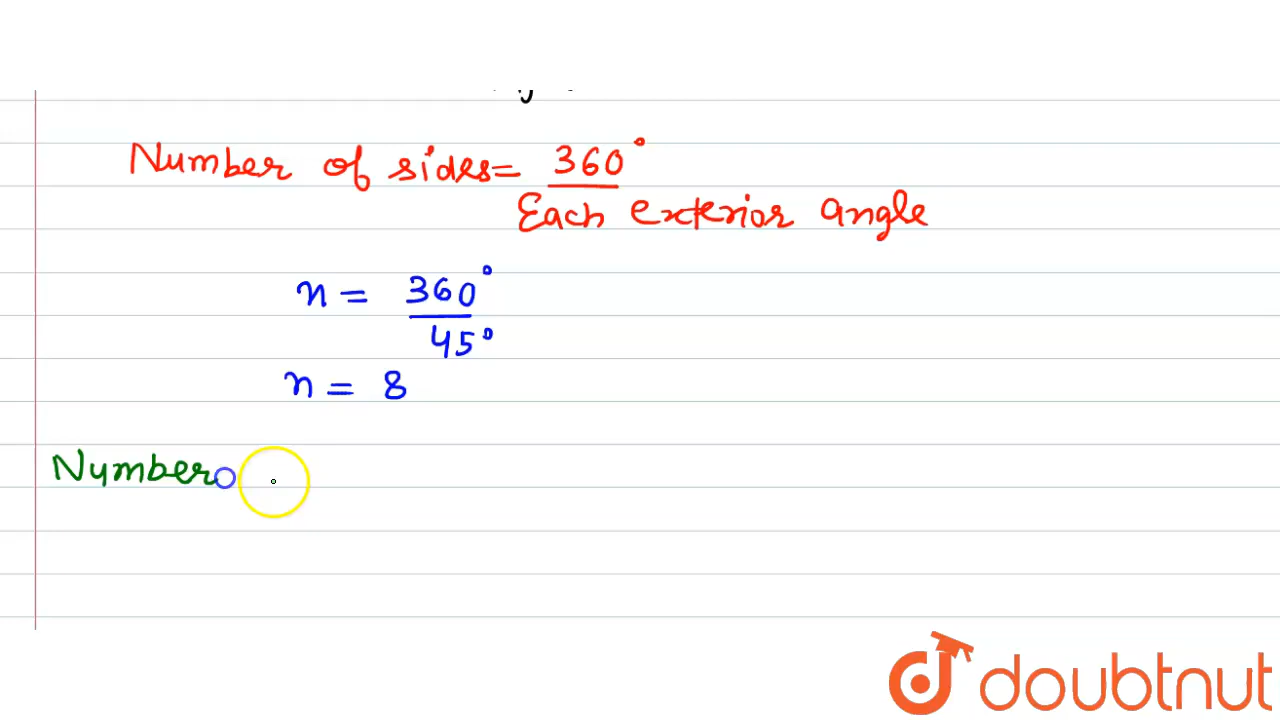 Number of sides = 360°
Each exterior angle
n = 360°
45°
n = 8
Number
doubtnut